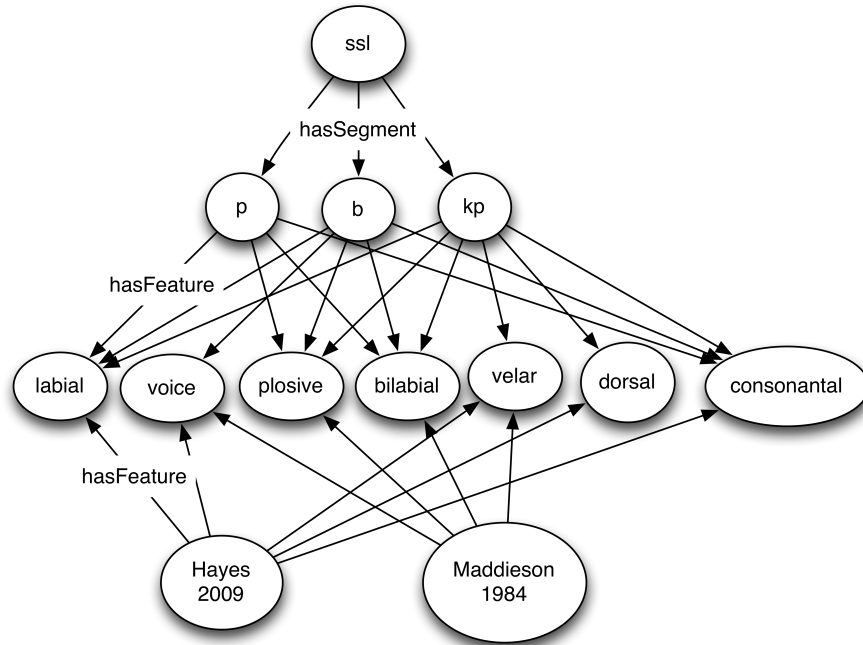 ssl
hasSegment
p
b
kp
hasFeature
labial
voice
plosive
bilabial
velar
dorsal
consonantal
hasFeature
Hayes
2009
Maddieson
1984